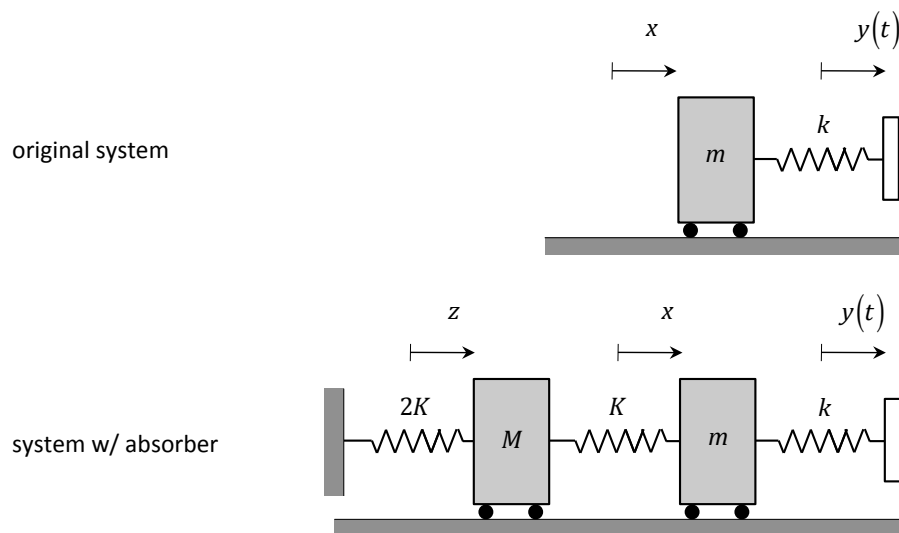 x y(t)
original system
m
k
z x y(t)
2K K k
system w/ absorber
M m